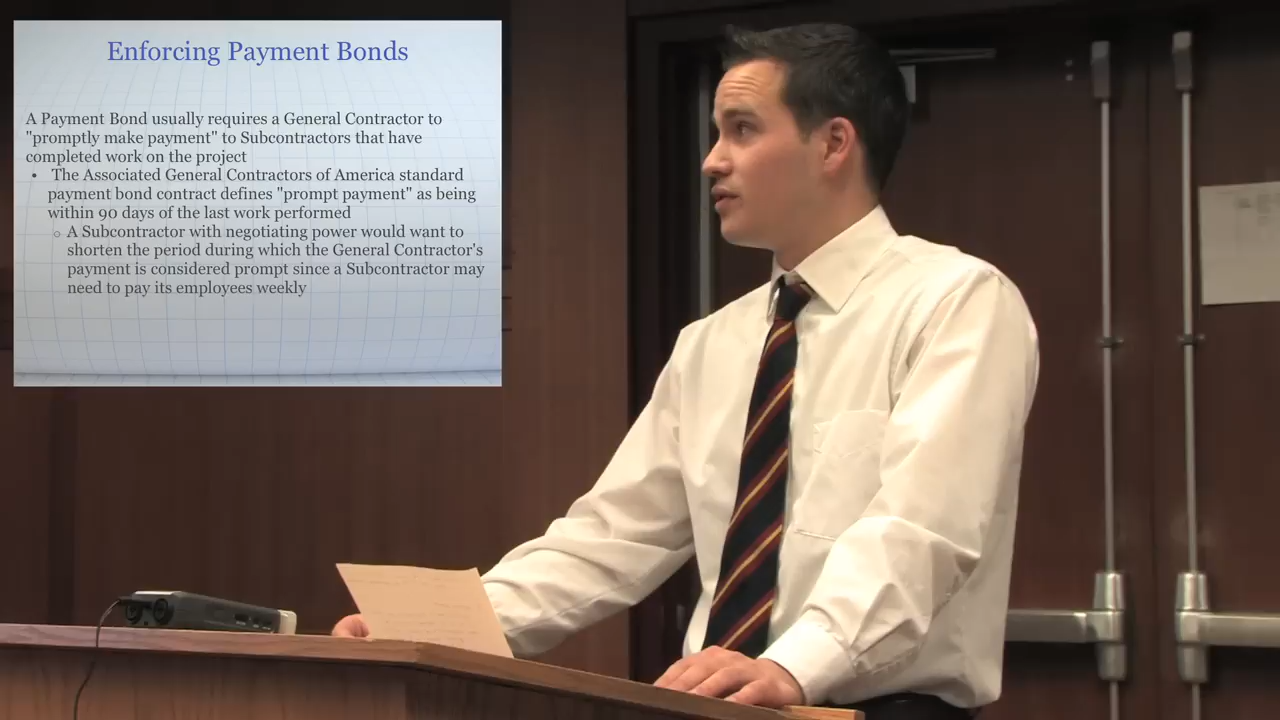 Enforcing Payment Bonds
A Payment Bond usually requires a General Contractor to
"promptly make payment" to Subcontractors that have
completed work on the project
• The Associated General Contractors of America standard
payment bond contract defines "prompt payment" as being
within 90 days of the last work performed
○ A Subcontractor with negotiating power would want to
shorten the period during which the General Contractor's
payment is considered prompt since a Subcontractor may
need to pay its employees weekly